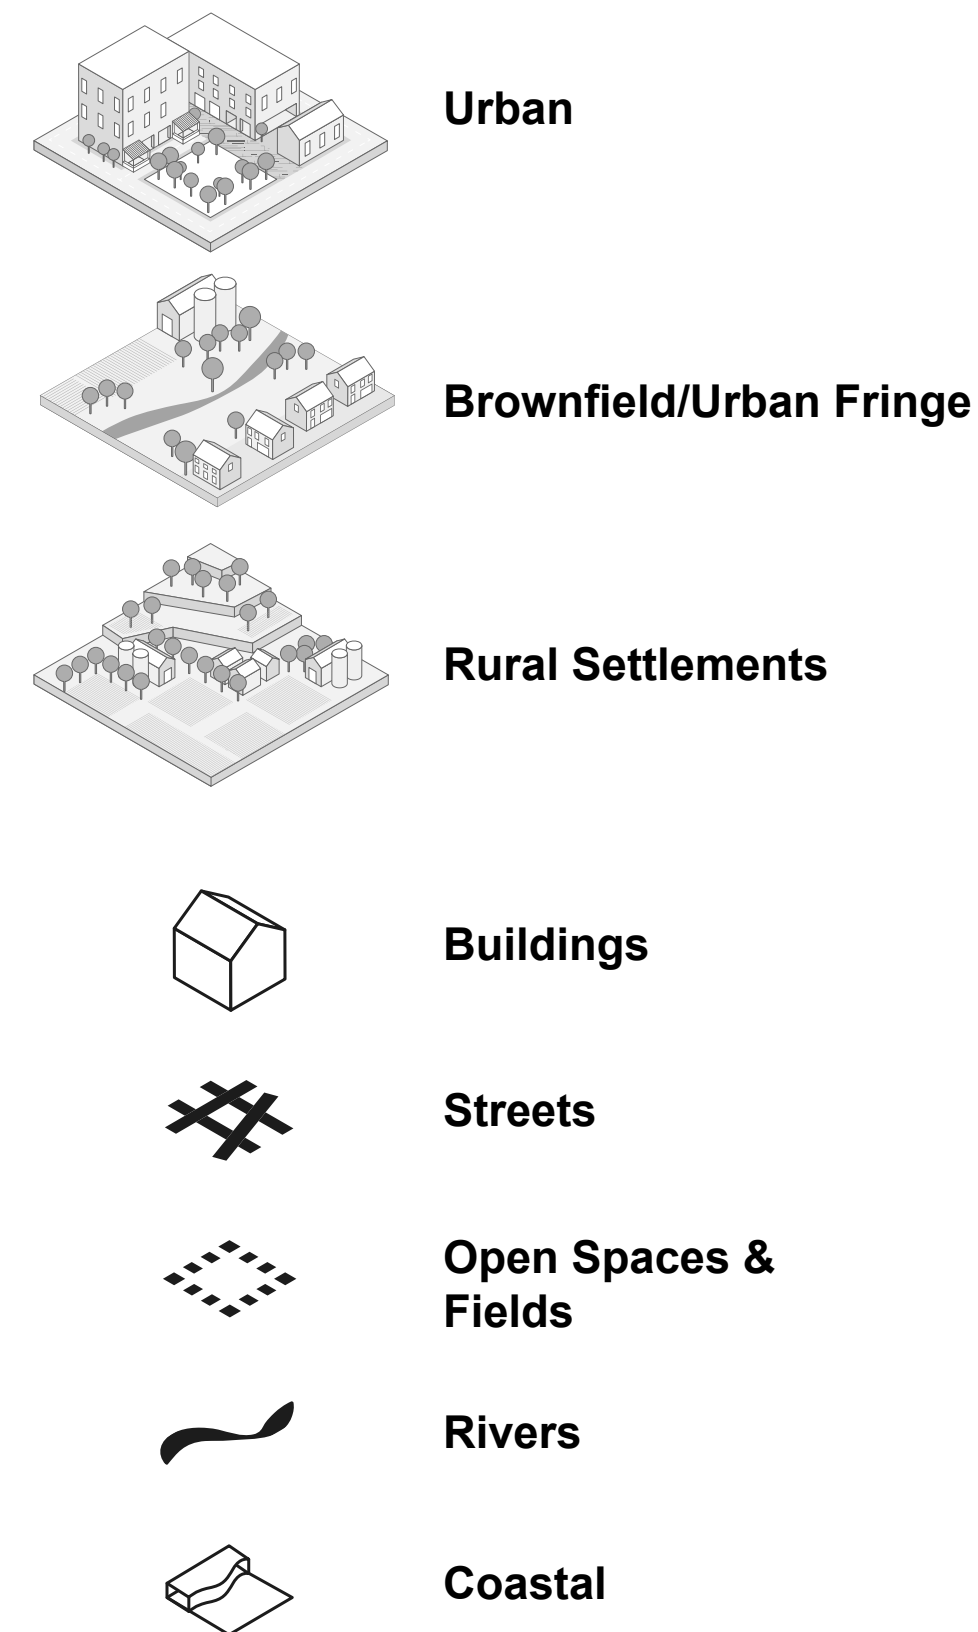 Urban
Brownfield/Urban Fringe
Rural Settlements
Buildings
Streets
Open Spaces &
Fields
Rivers
Coastal